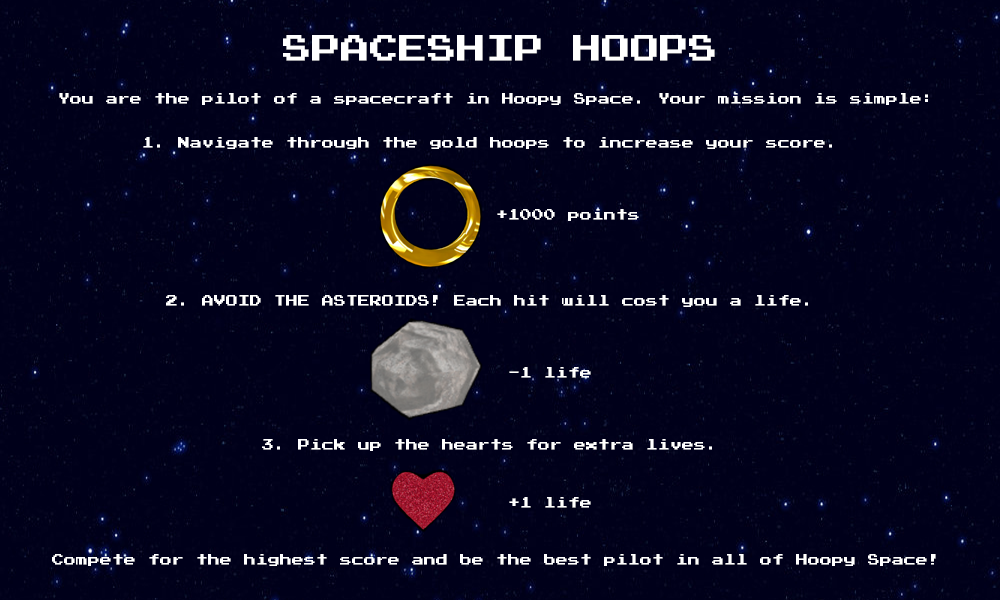 SPACESHIP HOOPS
You are the pilot of a spacecraft in Hoopy Space. Your mission is simple:
1. Navigate through the gold hoops to increase your score.
+1000 points
2. AVOID THE ASTEROIDS! Each hit will cost you a life.
-1 life
3. Pick up the hearts for extra lives.
+1 life
Compete for the highest score and be the best pilot in all of Hoopy Space!